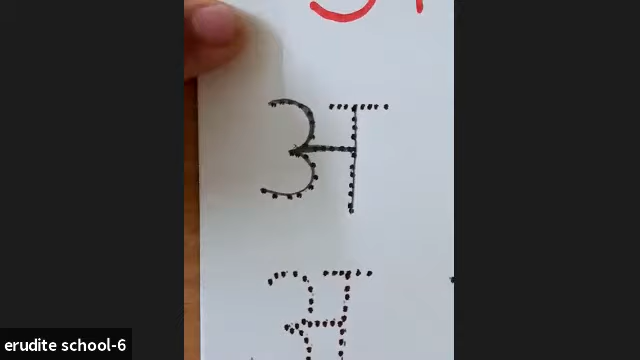 अ
अ
अ
erudite school-6